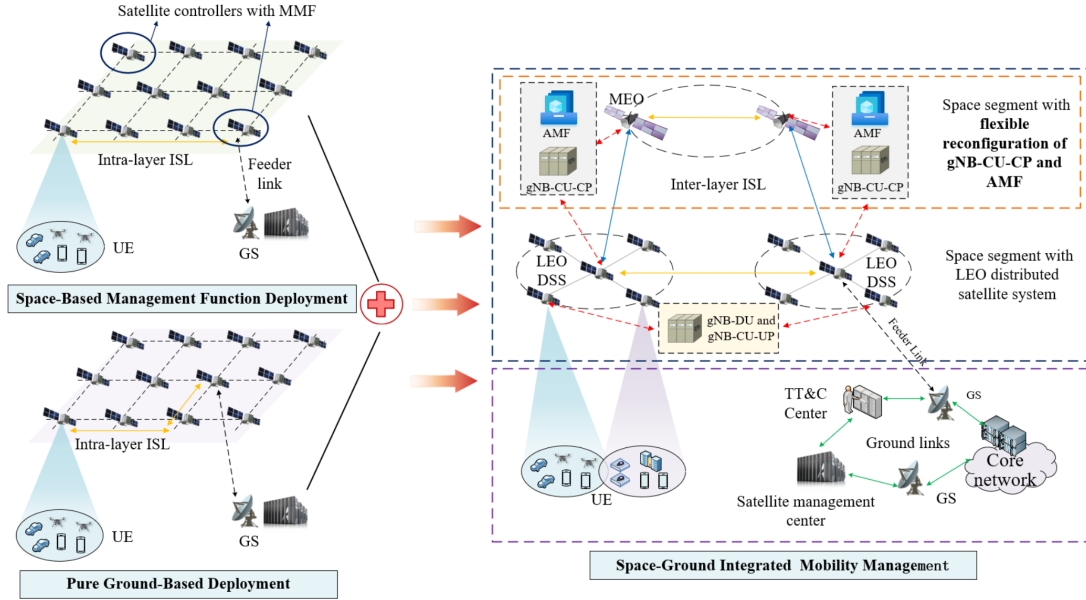 Satellite controllers with MMF
Intra-layer ISL
Feeder
link
UE
GS
Space-Based Management Function Deployment
Intra-layer ISL
UE
GS
Pure Ground-Based Deployment
MEO
AMF
gNB-CU-CP
AMF
gNB-CU-CP
Inter-layer ISL
Space segment with
flexible
reconfiguration of
gNB-CU-CP and
AMF
LEO
DSS
LEO
DSS
Space segment with
LEO distributed
satellite system
gNB-DU and
gNB-CU-UP
Feeder Link
TT&C
Center
GS
Ground links
Core
network
Satellite management
center
GS
UE
Space-Ground Integrated Mobility Management